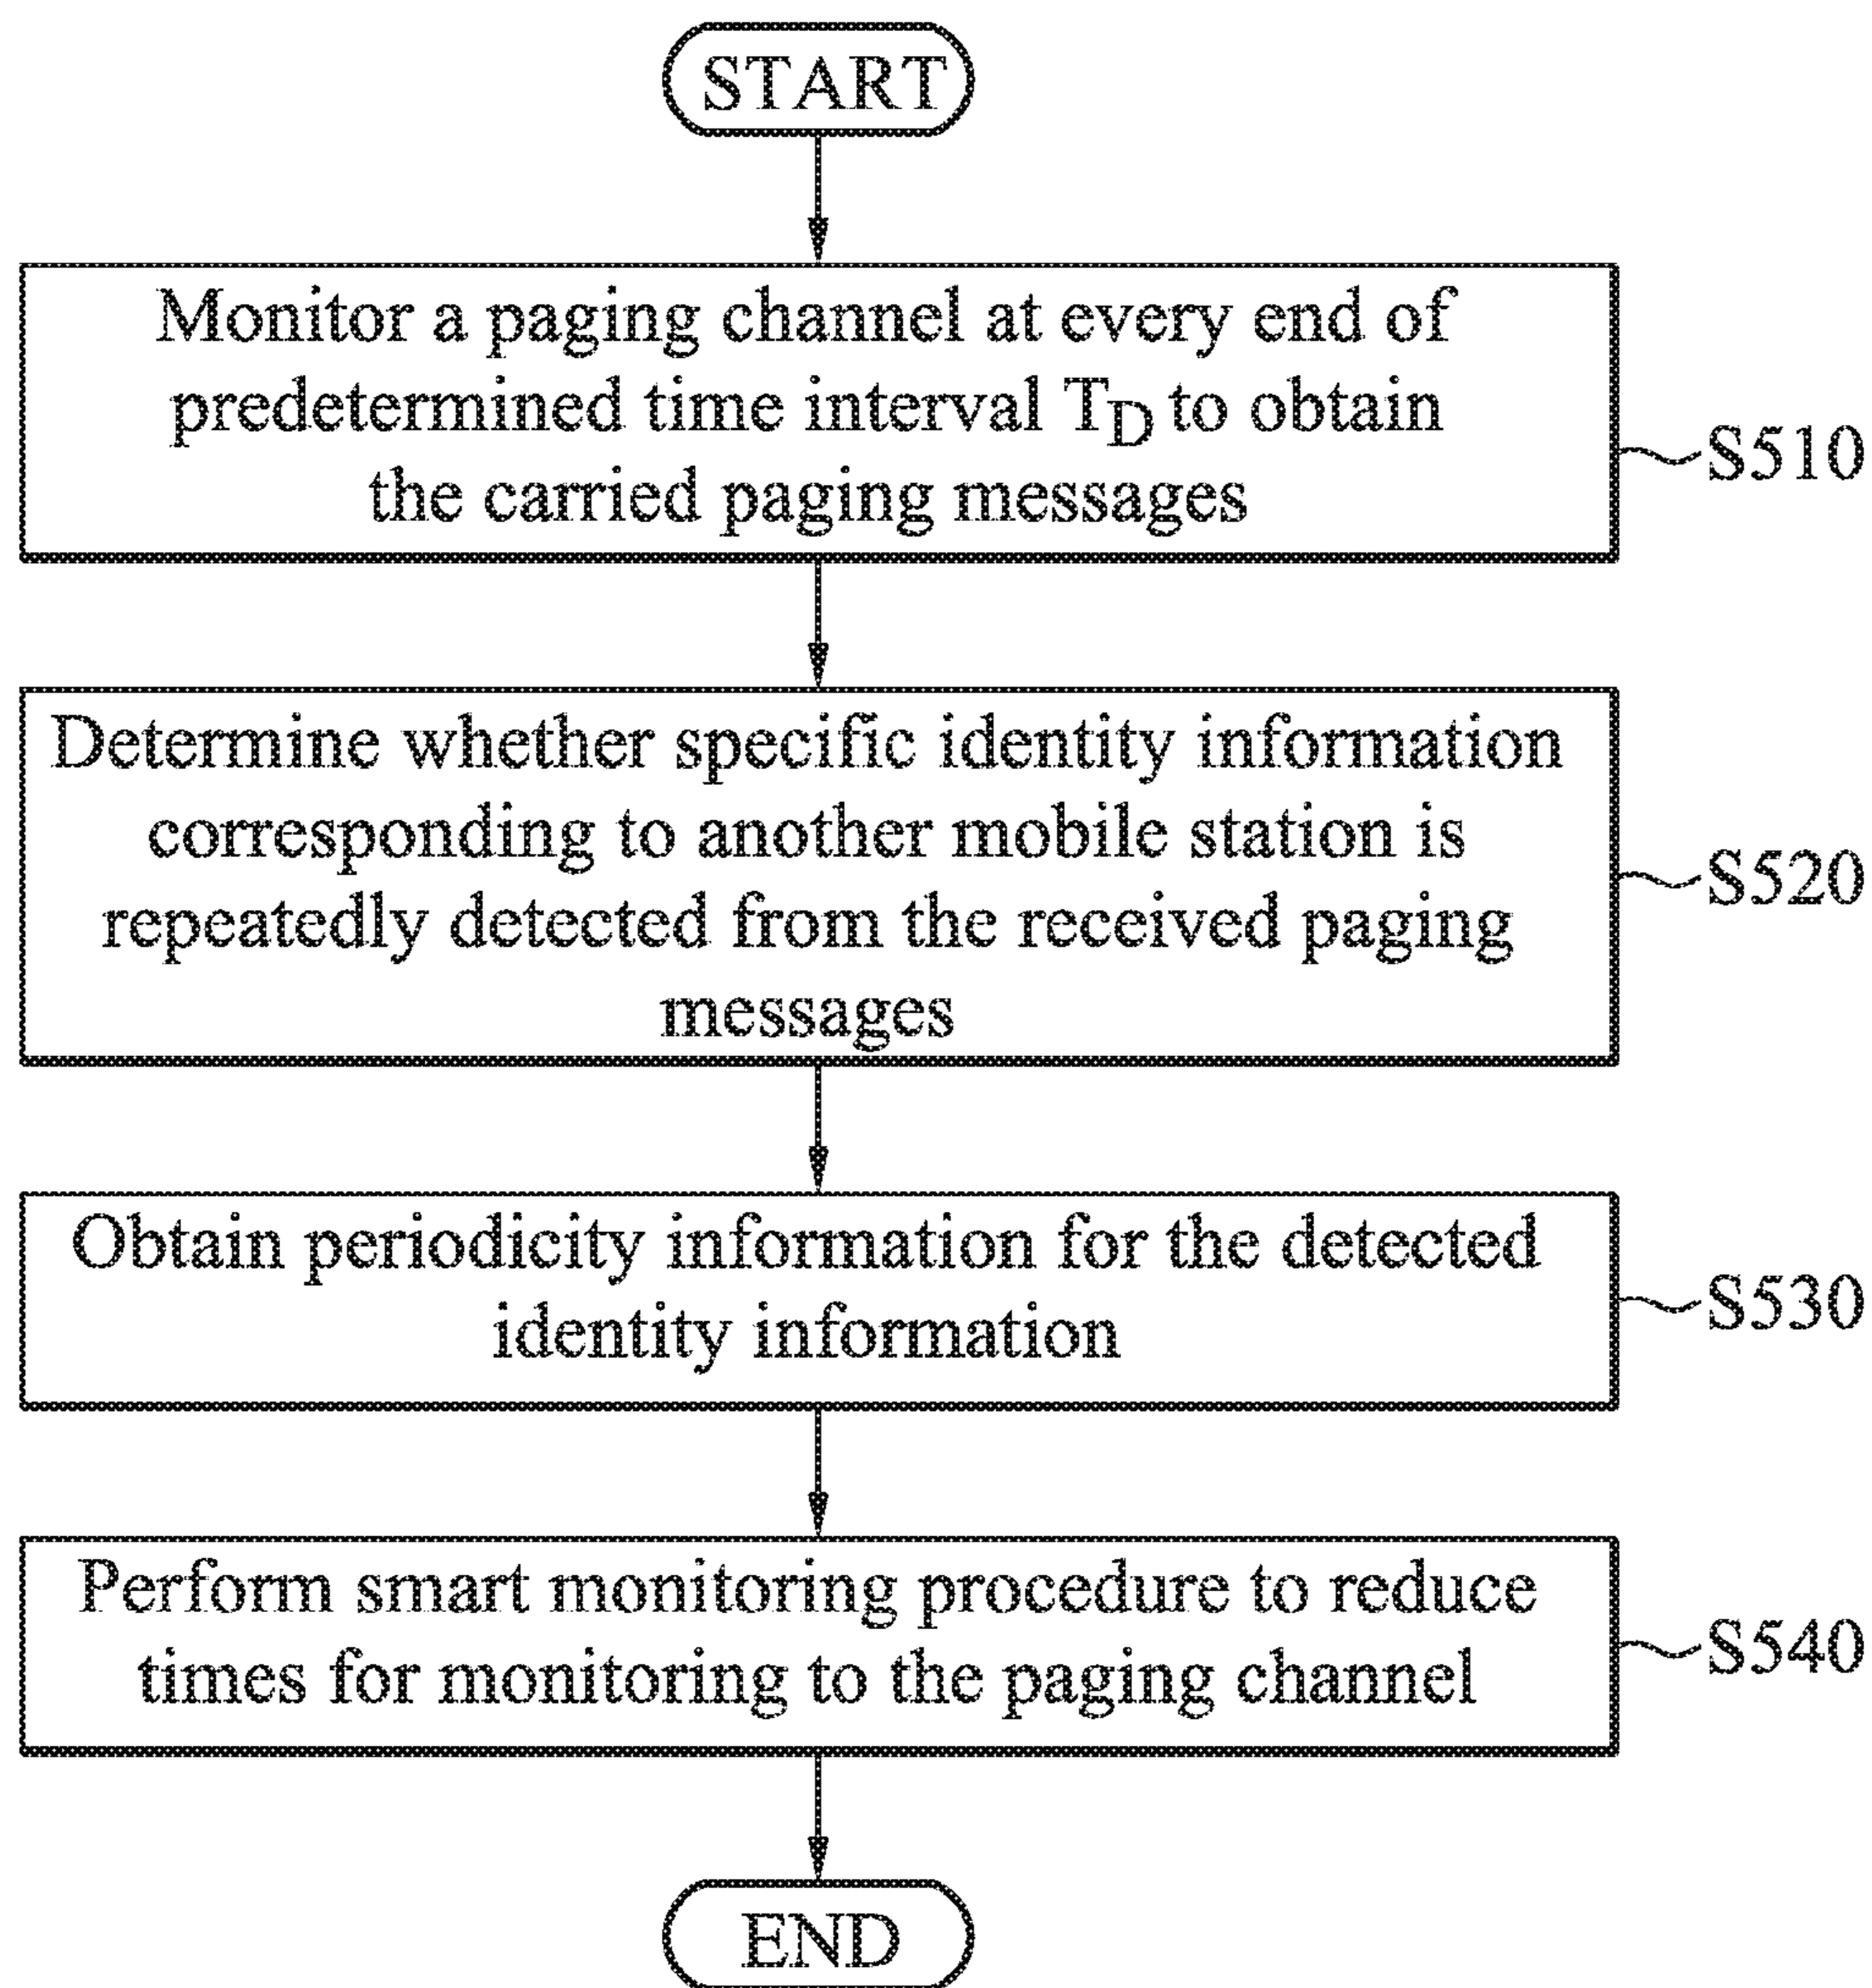 START
Monitor a paging channel at every end of
predetermined time interval T_D to obtain
the carried paging messages
S510
Determine whether specific identity information
corresponding to another mobile station is
repeatedly detected from the received paging
messages
S520
Obtain periodicity information for the detected
identity information
S530
Perform smart monitoring procedure to reduce
times for monitoring to the paging channel
S540
END